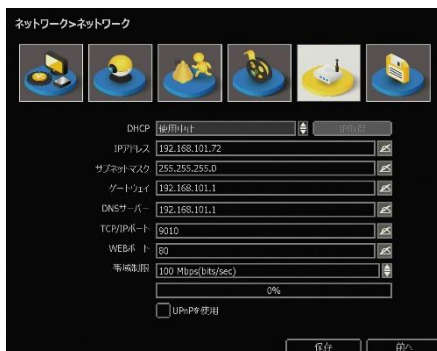 ネットワーク>ネットワーク
DHCP 使用中止 IP取得
IPアドレス 192.168.101.72
サブネットマスク 255.255.255.0
ゲートウェイ 192.168.101.1
DNSサーバー 192.168.101.1
TCP/IPポート 9010
WEBポート 80
帯域制限 100 Mbps(bits/sec)
0%
UPnPを使用
保存 前へ